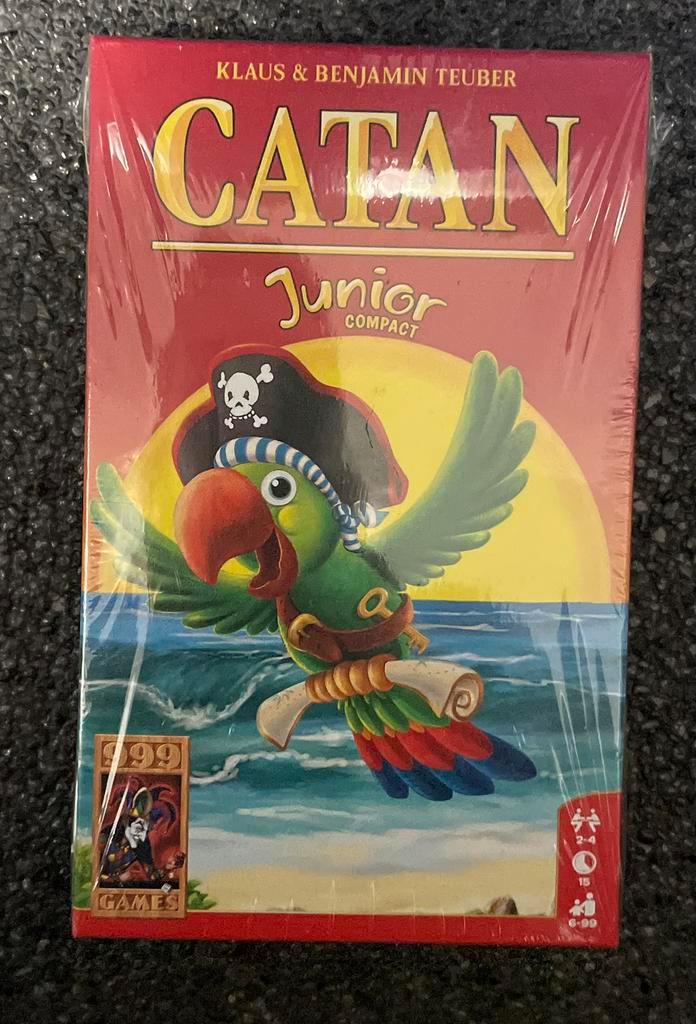 KLAUS & BENJAMIN TEUBER
CATAN
Junior
COMPACT
999
GAMES
2-4
15
6-99